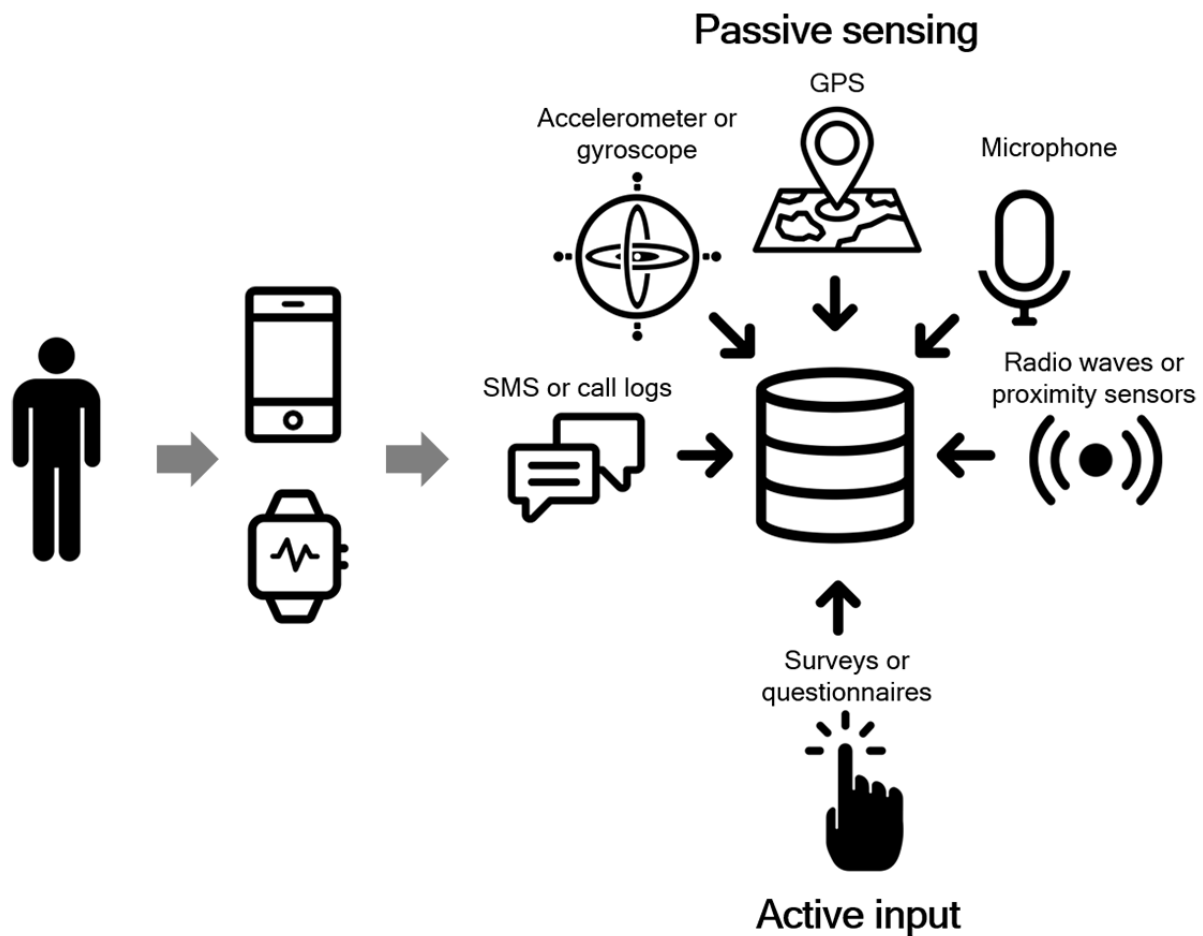 Passive sensing
GPS
Accelerometer or
gyroscope
Microphone
SMS or call logs
Radio waves or
proximity sensors
Surveys or
questionnaires
Active input